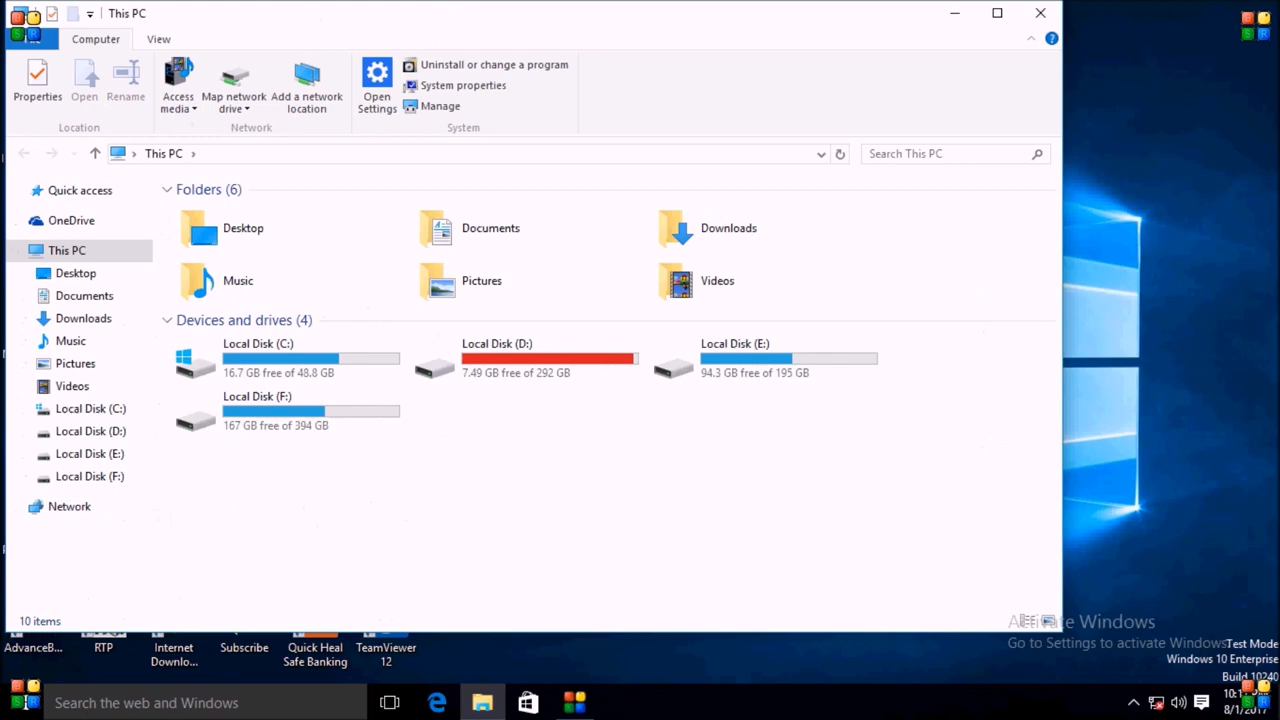 This PC
Computer
View
Properties
Open
Rename
Access
media
Map network
drive
Add a network
location
Open
Settings
Uninstall or change a program
System properties
Manage
Location
Network
System
This PC
Search This PC
Quick access
OneDrive
This PC
Desktop
Documents
Downloads
Music
Pictures
Videos
Local Disk (C:)
Local Disk (D:)
Local Disk (E:)
Local Disk (F:)
Network
Folders (6)
Desktop
Documents
Downloads
Music
Pictures
Videos
Devices and drives (4)
Local Disk (C:)
16.7 GB free of 48.8 GB
Local Disk (D:)
7.49 GB free of 292 GB
Local Disk (E:)
94.3 GB free of 195 GB
Local Disk (F:)
167 GB free of 394 GB
10 items
Activate Windows
Go to Settings to activate Windows
Test Mode
Windows 10 Enterprise
Build 10240
AdvanceB...
RTP
Internet
Downlo...
Subscribe
Quick Heal
Safe Banking
TeamViewer
12
Search the web and Windows
8/1/2017